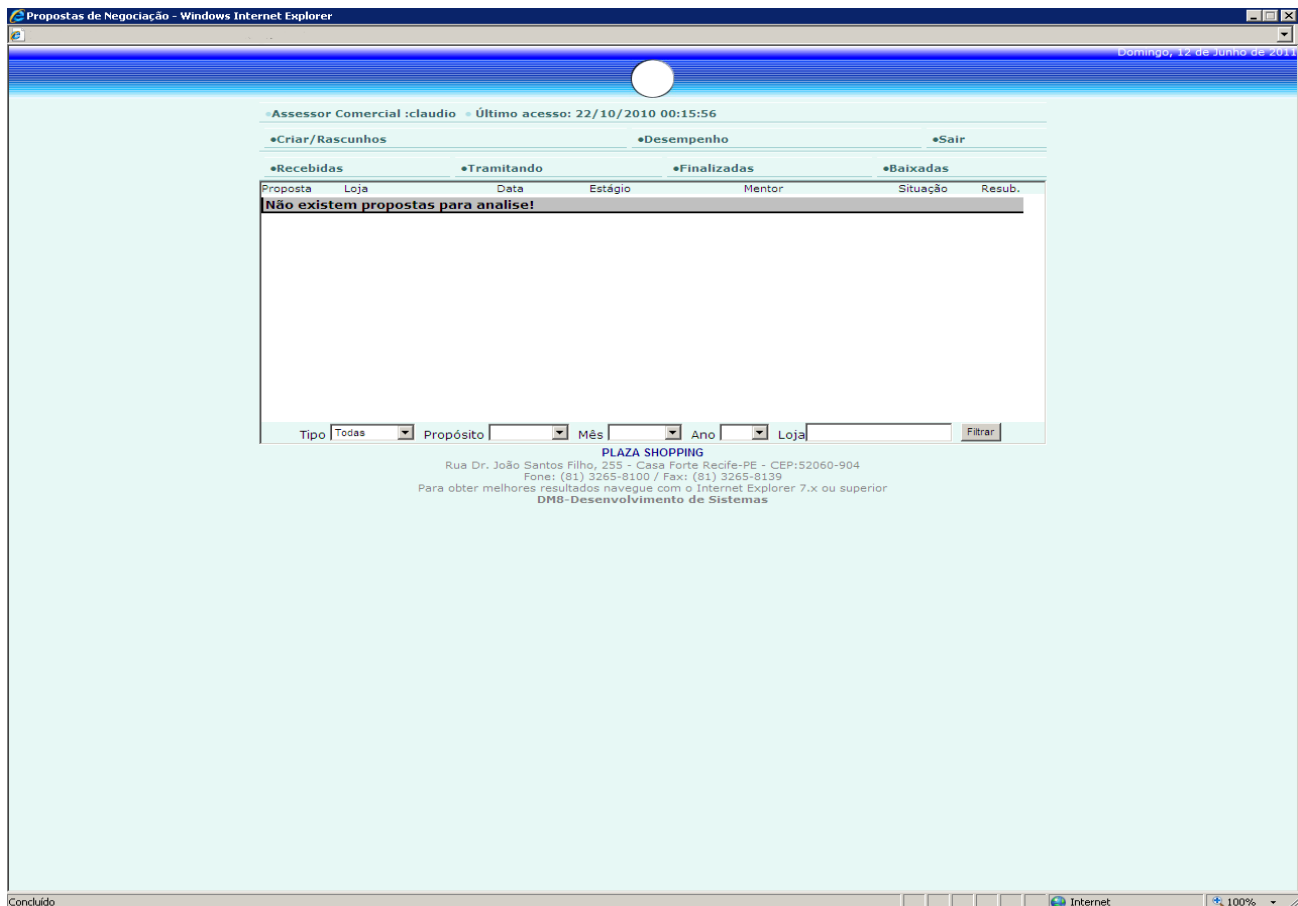 Propostas de Negociação - Windows Internet Explorer
Domingo, 12 de Junho de 2011
Assessor Comercial :claudio Último acesso: 22/10/2010 00:15:56
Criar/Rascunhos Desempenho Sair
Recebidas Tramitando Finalizadas Baixadas
Proposta Loja Data Estágio Mentor Situação Resub.
Não existem propostas para analise!
Tipo Todas Propósito Mês Ano Loja Filtrar
PLAZA SHOPPING
Rua Dr. João Santos Filho, 255 - Casa Forte Recife-PE - CEP:52060-904
Fone: (81) 3265-8100 / Fax: (81) 3265-8139
Para obter melhores resultados navegue com o Internet Explorer 7.x ou superior
DM8-Desenvolvimento de Sistemas
Concluído Internet 100%